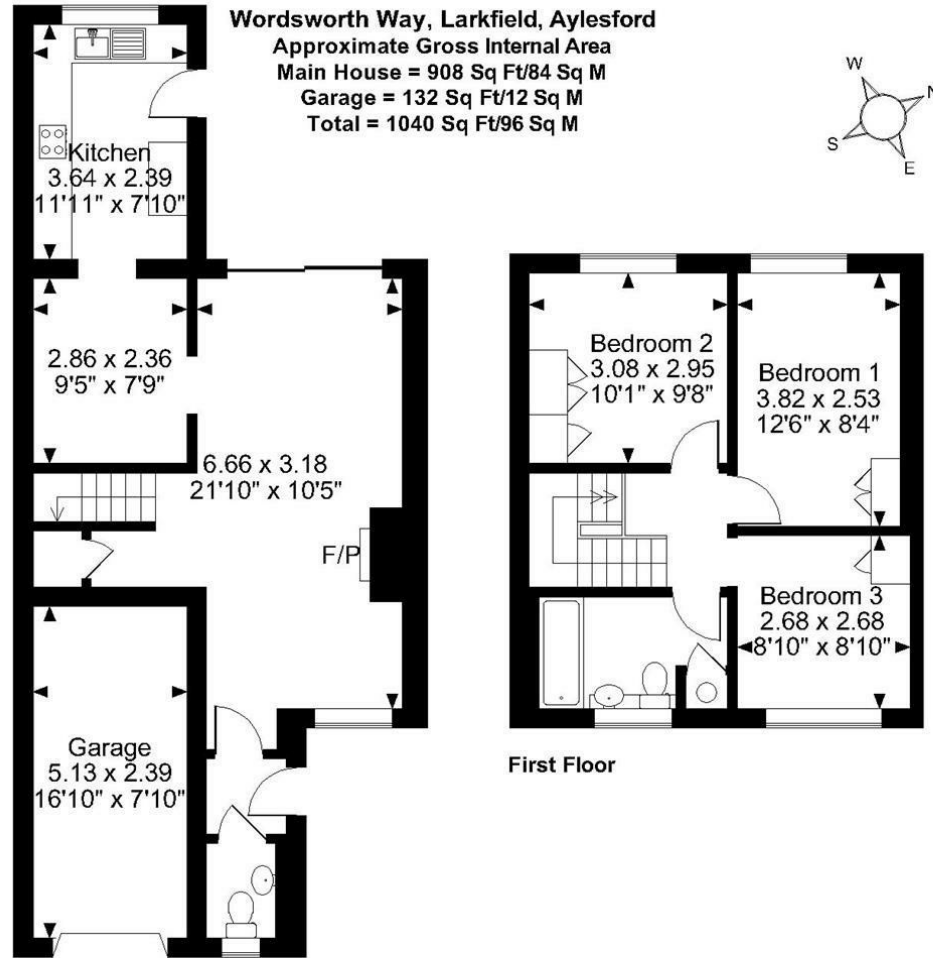 Wordsworth Way, Larkfield, Aylesford
Approximate Gross Internal Area
Main House = 908 Sq Ft/84 Sq M
Garage = 132 Sq Ft/12 Sq M
Total = 1040 Sq Ft/96 Sq M
W
N
S
E
Kitchen
3.64 x 2.39
11'11" x 7'10"
2.86 x 2.36
9'5" x 7'9"
6.66 x 3.18
21'10" x 10'5"
F/P
Garage
5.13 x 2.39
16'10" x 7'10"
Bedroom 2
3.08 x 2.95
10'1" x 9'8"
Bedroom 1
3.82 x 2.53
12'6" x 8'4"
Bedroom 3
2.68 x 2.68
8'10" x 8'10"
First Floor